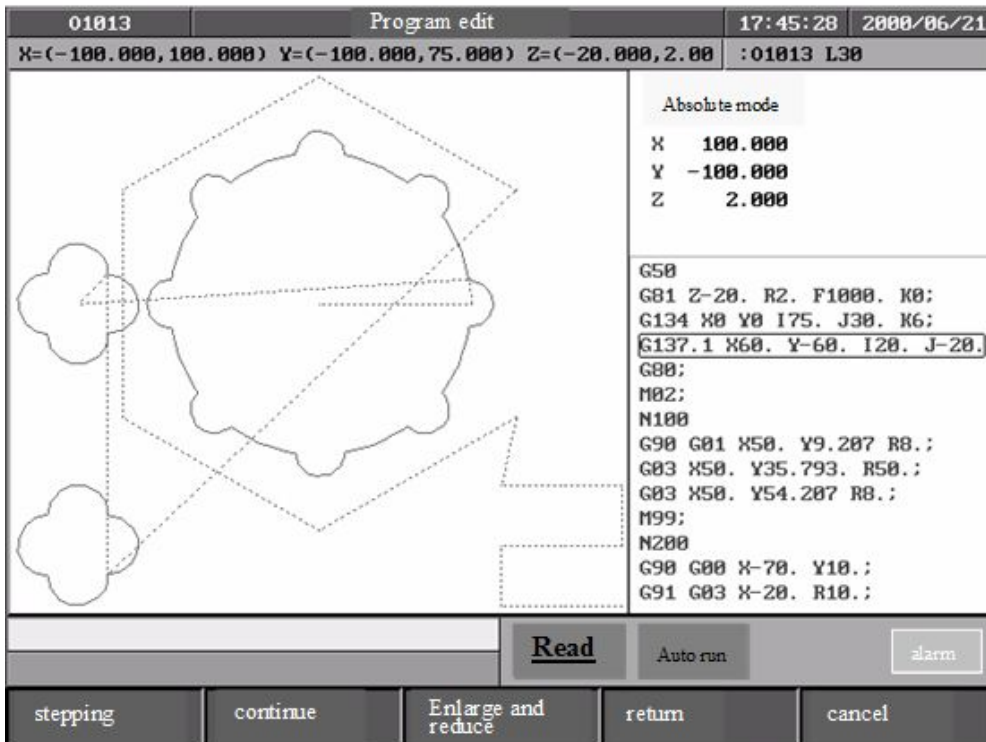 O1013 Program edit 17:45:28 2000/06/21
X=(-100.000,100.000) Y=(-100.000,75.000) Z=(-20.000,2.00 :O1013 L30
Absolute mode
X 100.000
Y -100.000
Z 2.000
G50
G81 Z-20. R2. F1000. K0;
G134 X0 Y0 I75. J30. K6;
G137.1 X60. Y-60. I20. J-20.
G80;
M02;
N100
G90 G01 X50. Y9.207 R8.;
G03 X50. Y35.793. R50.;
G03 X50. Y54.207 R8.;
M99;
N200
G90 G00 X-70. Y10.;
G91 G03 X-20. R10.;
Read Auto run alarm
stepping continue Enlarge and return cancel
reduce